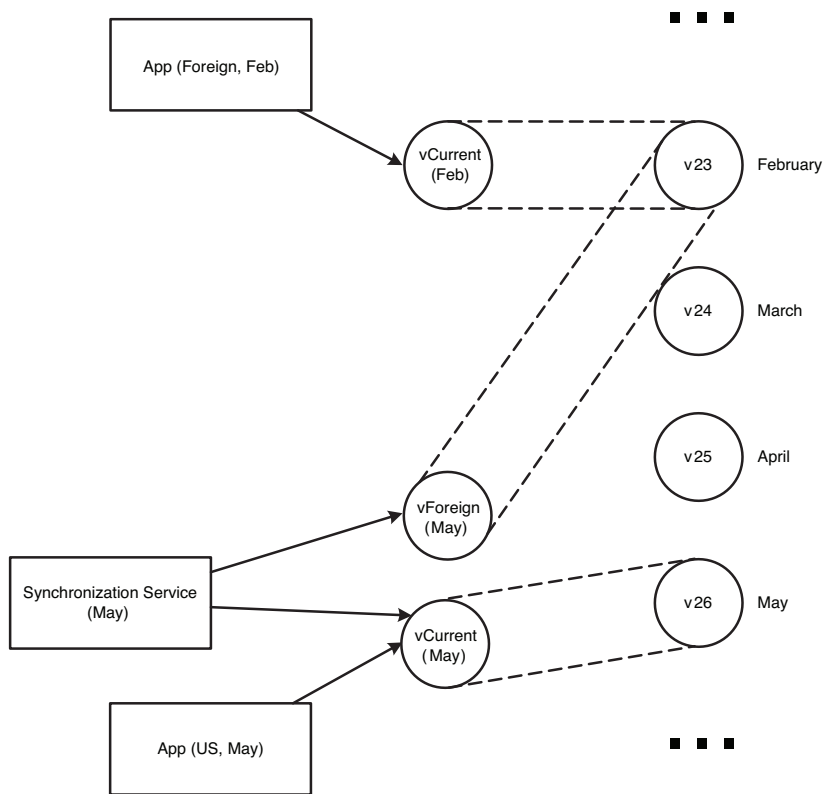 App (Foreign, Feb)
vCurrent
(Feb)
v23
February
v24
March
v25
April
vForeign
(May)
Synchronization Service
(May)
vCurrent
(May)
v26
May
App (US, May)